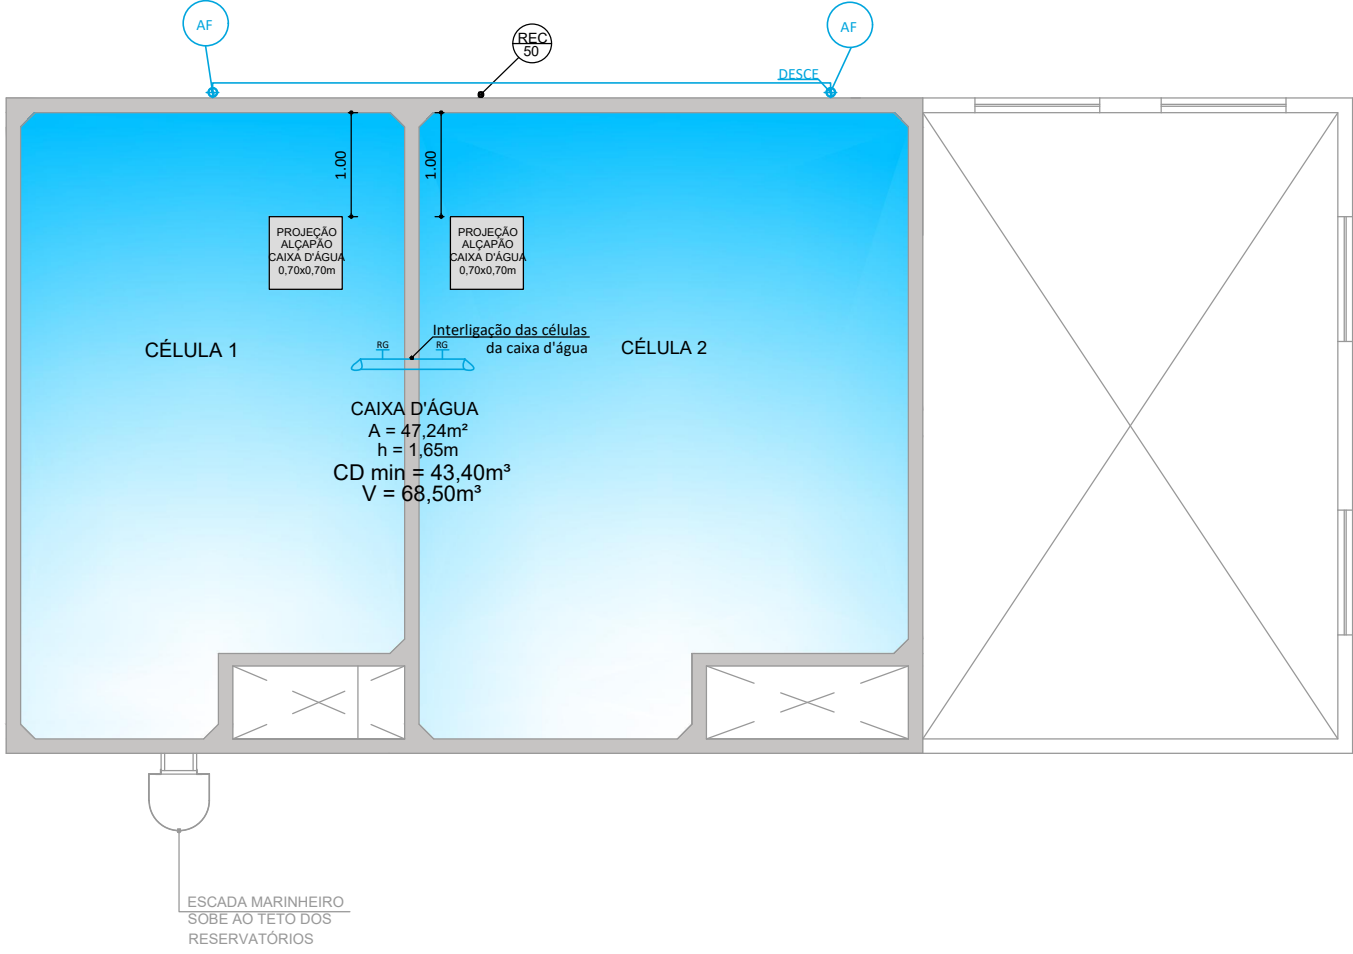 AF
REC
50
AF
DESCE
1.00
1.00
PROJEÇÃO
ALÇAPÃO
CAIXA D'ÁGUA
0,70x0,70m
PROJEÇÃO
ALÇAPÃO
CAIXA D'ÁGUA
0,70x0,70m
CÉLULA 1
RG
RG
Interligação das células
da caixa d'água
CÉLULA 2
CAIXA D'ÁGUA
A = 47,24m²
h = 1,65m
CD min = 43,40m³
V = 68,50m³
ESCADA MARINHEIRO
SOBE AO TETO DOS
RESERVATÓRIOS